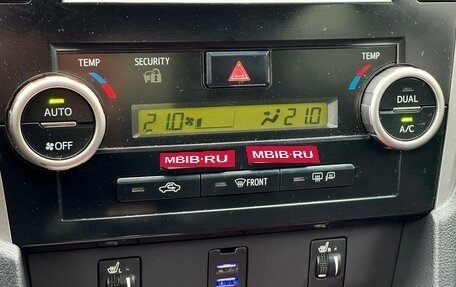 TEMP
SECURITY
TEMP
AUTO
OFF
21.0
21.0
DUAL
A/C
MBIB.RU
MBIB.RU
FRONT
L
R